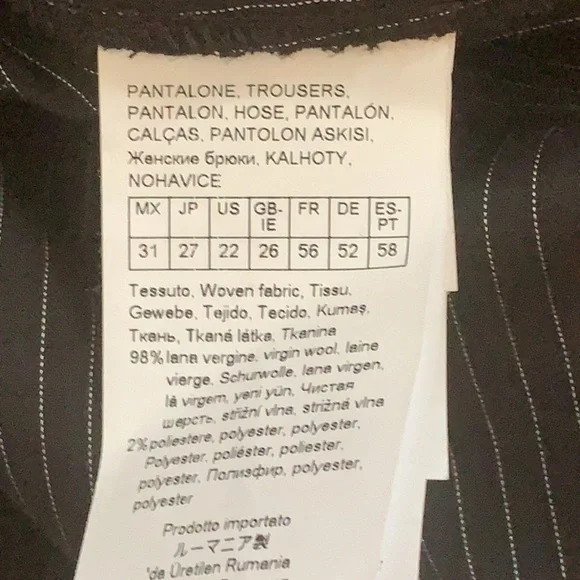 PANTALONE, TROUSERS,
PANTALON, HOSE, PANTALÓN,
CALÇAS, PANTOLON ASKISI,
Женские брюки, KALHOTY,
NOHAVICE
MX JP US GB-IE FR DE ES-PT
31 27 22 26 56 52 58
Tessuto, Woven fabric, Tissu,
Gewebe, Tejido, Tecido, Kumaş,
Ткань, Tkaná látka, Tkanina
98% lana vergine, virgin wool, laine
vierge, Schurwolle, lana virgen,
lã virgem, yeni yün, Чистая
шерсть, střižní vlna, strižná vlna
2% poliestere, polyester, polyester,
Polyester, poliéster, poliester,
polyester, Полиэфир, polyester,
polyester
Prodotto importato
ルーマニア製
'da Üretilen Rumania